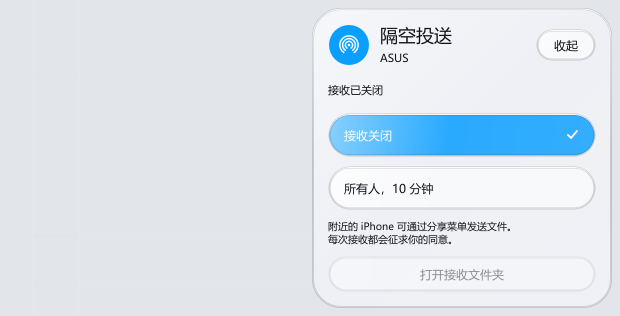 隔空投送
ASUS
收起
接收已关闭
接收关闭
所有人，10 分钟
附近的 iPhone 可通过分享菜单发送文件。
每次接收都会征求你的同意。
打开接收文件夹